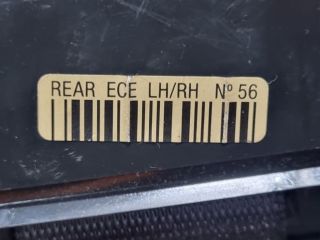 REAR ECE LH/RH Nº 56